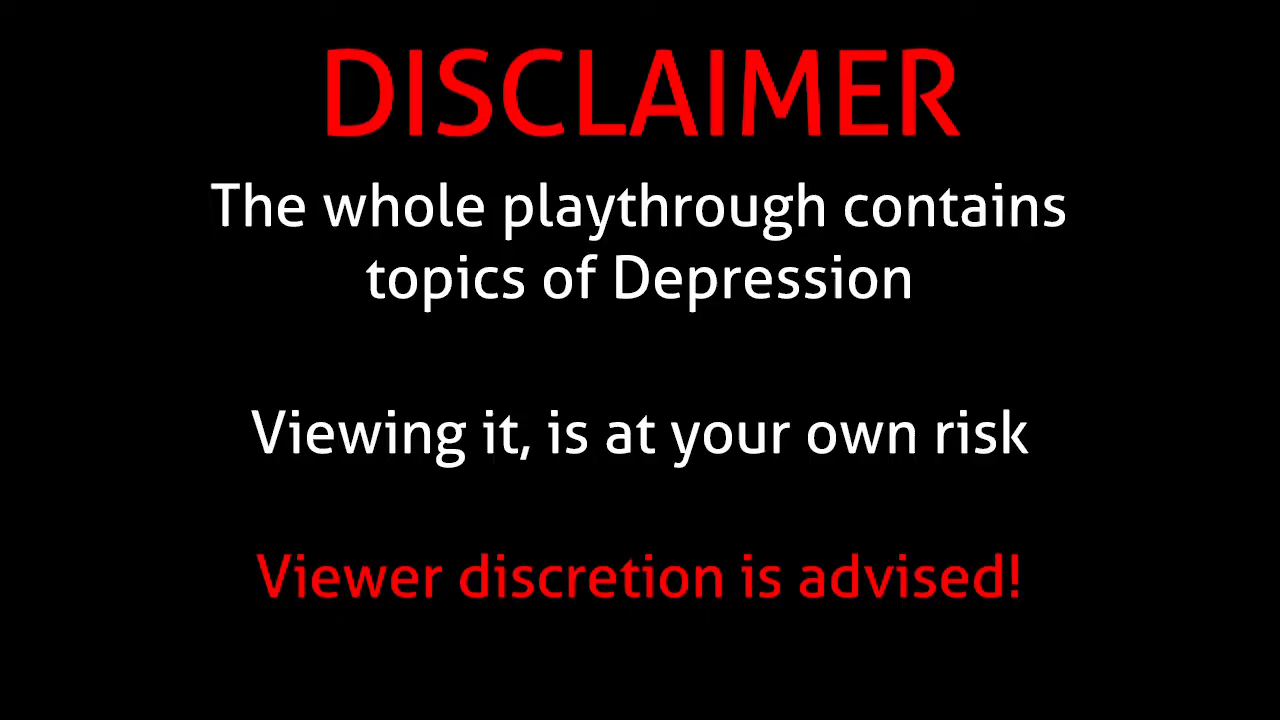 DISCLAIMER
The whole playthrough contains
topics of Depression
Viewing it, is at your own risk
Viewer discretion is advised!